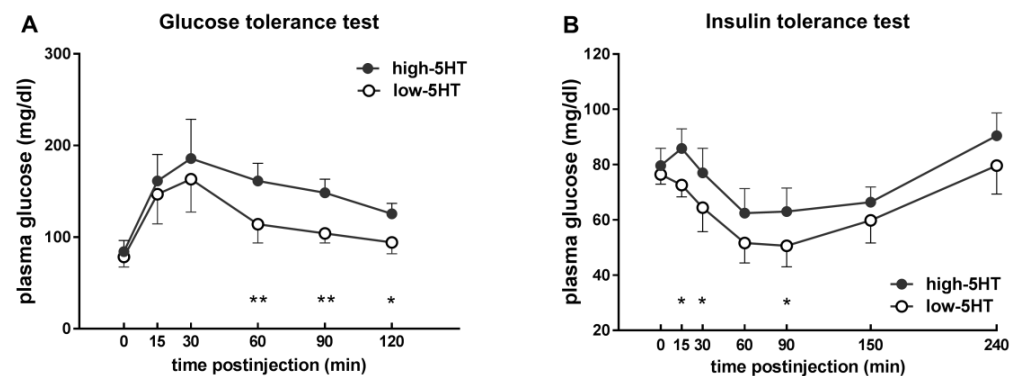 A
Glucose tolerance test
plasma glucose (mg/dl)
300
200
100
0
high-5HT
low-5HT
** ** *
0 15 30 60 90 120
time postinjection (min)
B
Insulin tolerance test
plasma glucose (mg/dl)
120
100
80
60
40
20
high-5HT
low-5HT
* * *
0 15 30 60 90 150 240
time postinjection (min)